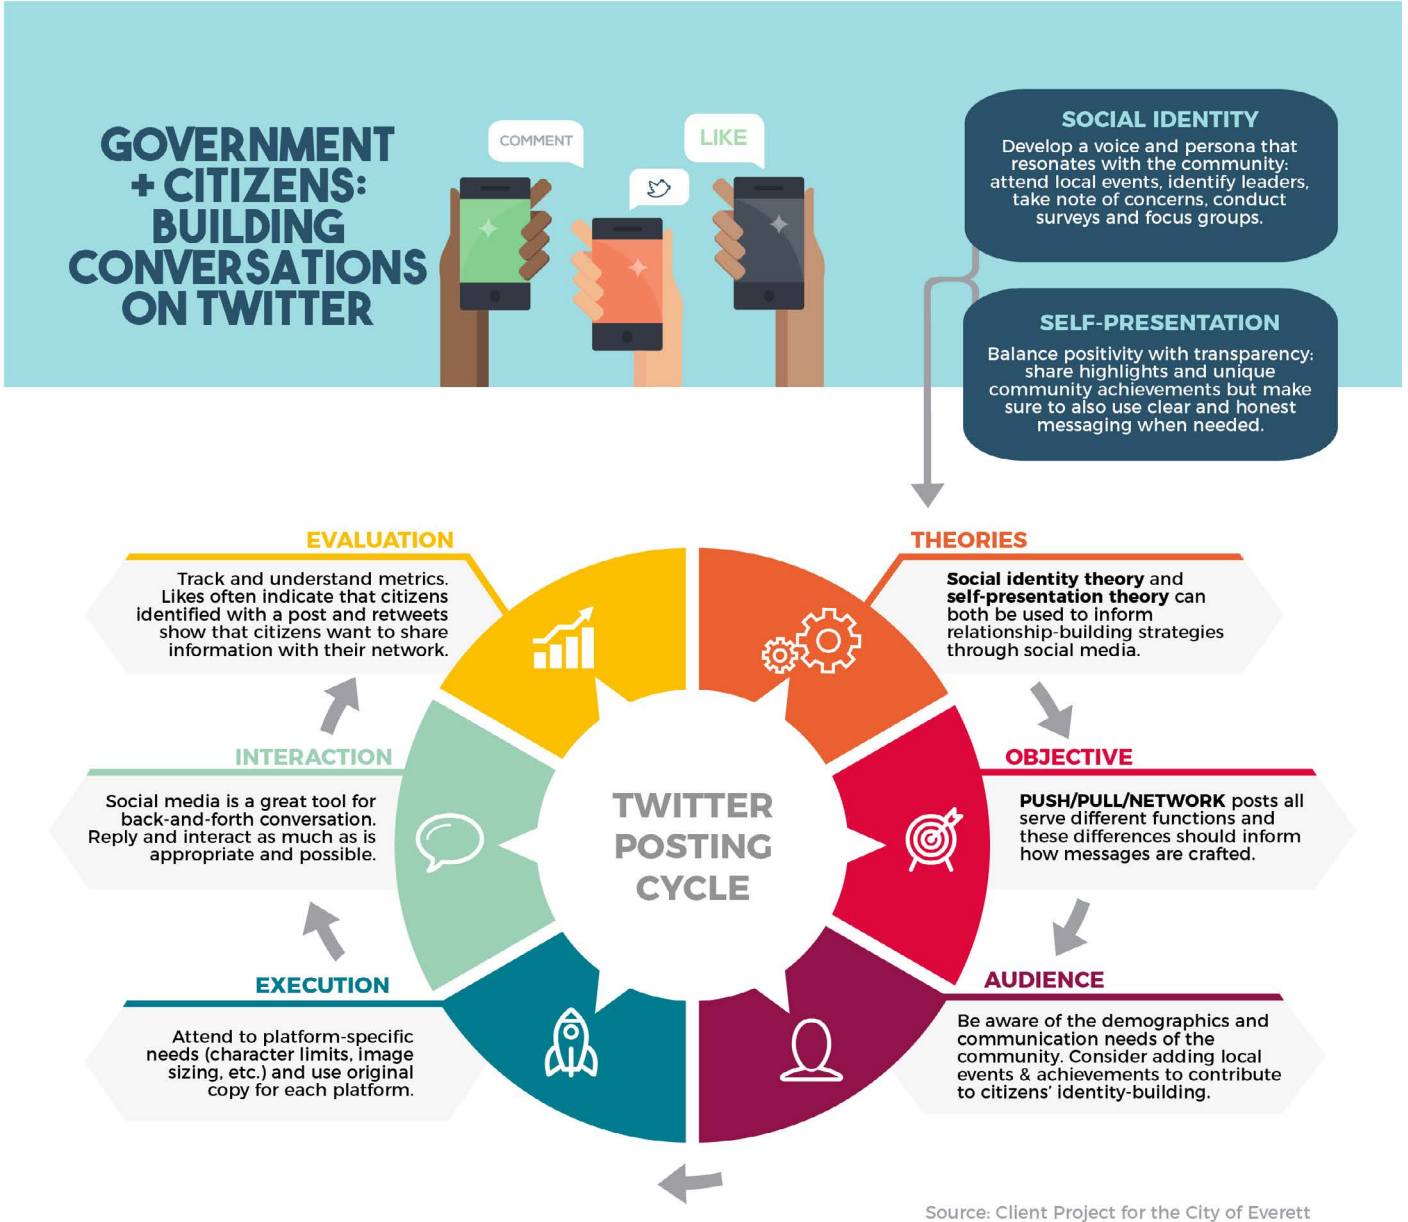 GOVERNMENT
+ CITIZENS:
BUILDING
CONVERSATIONS
ON TWITTER
COMMENT
LIKE
SOCIAL IDENTITY
Develop a voice and persona that
resonates with the community:
attend local events, identify leaders,
take note of concerns, conduct
surveys and focus groups.
SELF-PRESENTATION
Balance positivity with transparency:
share highlights and unique
community achievements but make
sure to also use clear and honest
messaging when needed.
THEORIES
Social identity theory and
self-presentation theory can
both be used to inform
relationship-building strategies
through social media.
OBJECTIVE
PUSH/PULL/NETWORK posts all
serve different functions and
these differences should inform
how messages are crafted.
AUDIENCE
Be aware of the demographics and
communication needs of the
community. Consider adding local
events & achievements to contribute
to citizens’ identity-building.
EXECUTION
Attend to platform-specific
needs (character limits, image
sizing, etc.) and use original
copy for each platform.
INTERACTION
Social media is a great tool for
back-and-forth conversation.
Reply and interact as much as is
appropriate and possible.
EVALUATION
Track and understand metrics.
Likes often indicate that citizens
identified with a post and retweets
show that citizens want to share
information with their network.
TWITTER
POSTING
CYCLE
Source: Client Project for the City of Everett